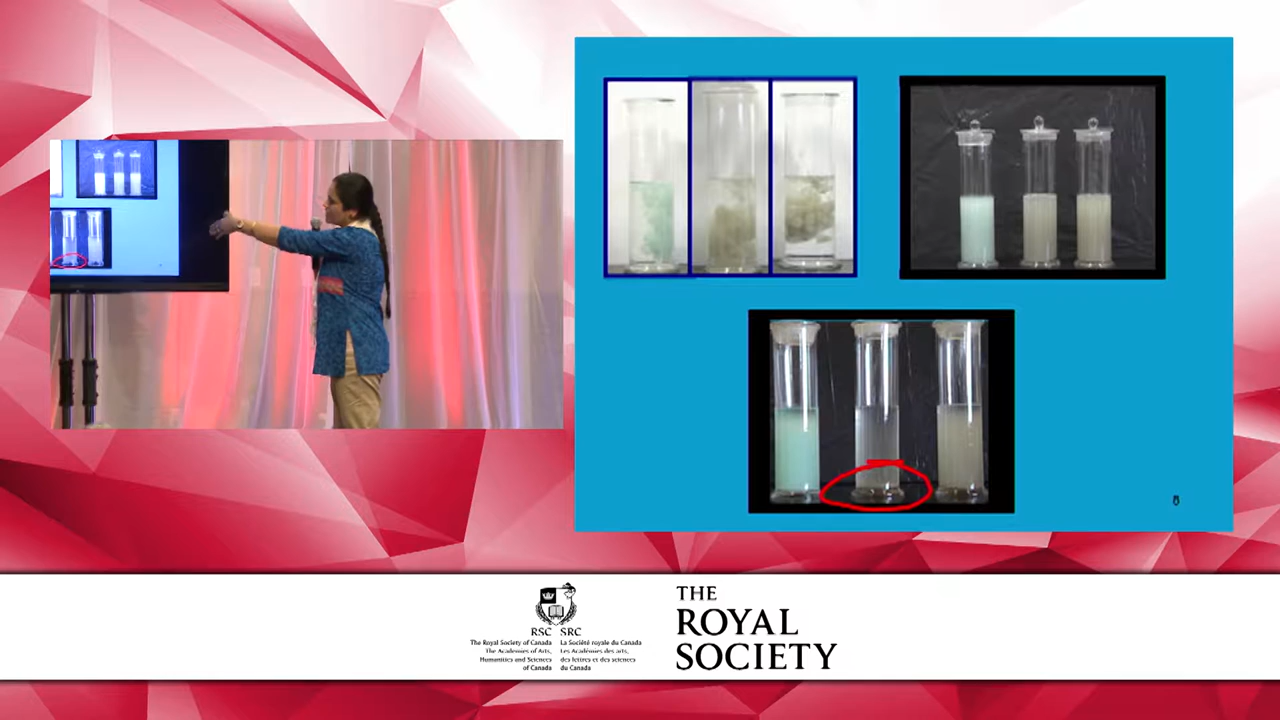 8
RSC SRC
The Royal Society of Canada
The Academies of Arts,
Humanities and Sciences
of Canada
La Société royale du Canada
Les Académies des arts,
des lettres et des sciences
du Canada
THE
ROYAL
SOCIETY